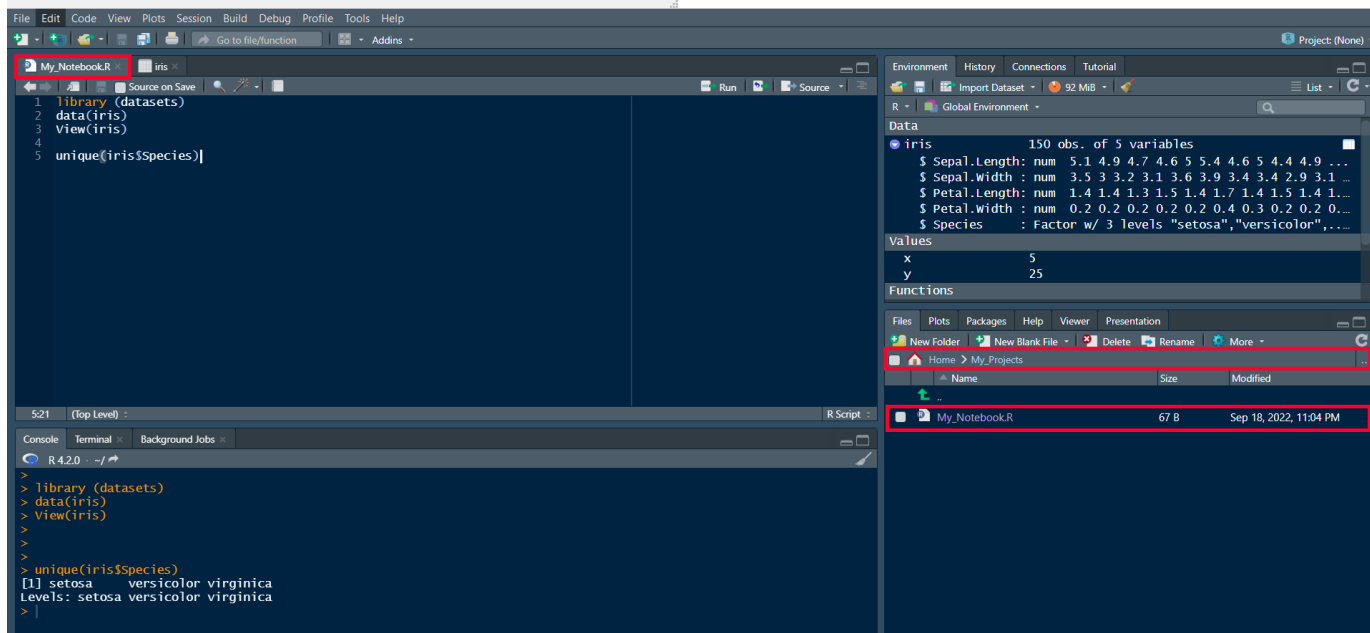 File Edit Code View Plots Session Build Debug Profile Tools Help
Go to file/function Addins Project: (None)
My_Notebook.R iris
Source on Save Run Source
1 library (datasets)
2 data(iris)
3 View(iris)
4
5 unique(iris$Species)
5:21 (Top Level) R Script
Console Terminal Background Jobs
R 4.2.0 · ~/
>
> library (datasets)
> data(iris)
> View(iris)
>
>
>
> unique(iris$Species)
[1] setosa versicolor virginica
Levels: setosa versicolor virginica
>
Environment History Connections Tutorial
Import Dataset 92 MiB List
R Global Environment
Data
iris 150 obs. of 5 variables
$ Sepal.Length: num 5.1 4.9 4.7 4.6 5 5.4 4.6 5 4.4 4.9 ...
$ Sepal.Width : num 3.5 3 3.2 3.1 3.6 3.9 3.4 3.4 2.9 3.1 …
$ Petal.Length: num 1.4 1.4 1.3 1.5 1.4 1.7 1.4 1.5 1.4 1.…
$ Petal.Width : num 0.2 0.2 0.2 0.2 0.2 0.4 0.3 0.2 0.2 0.…
$ Species : Factor w/ 3 levels "setosa","versicolor",..…
Values
x 5
y 25
Functions
Files Plots Packages Help Viewer Presentation
New Folder New Blank File Delete Rename More
Home > My_Projects ...
Name Size Modified
..
My_Notebook.R 67 B Sep 18, 2022, 11:04 PM